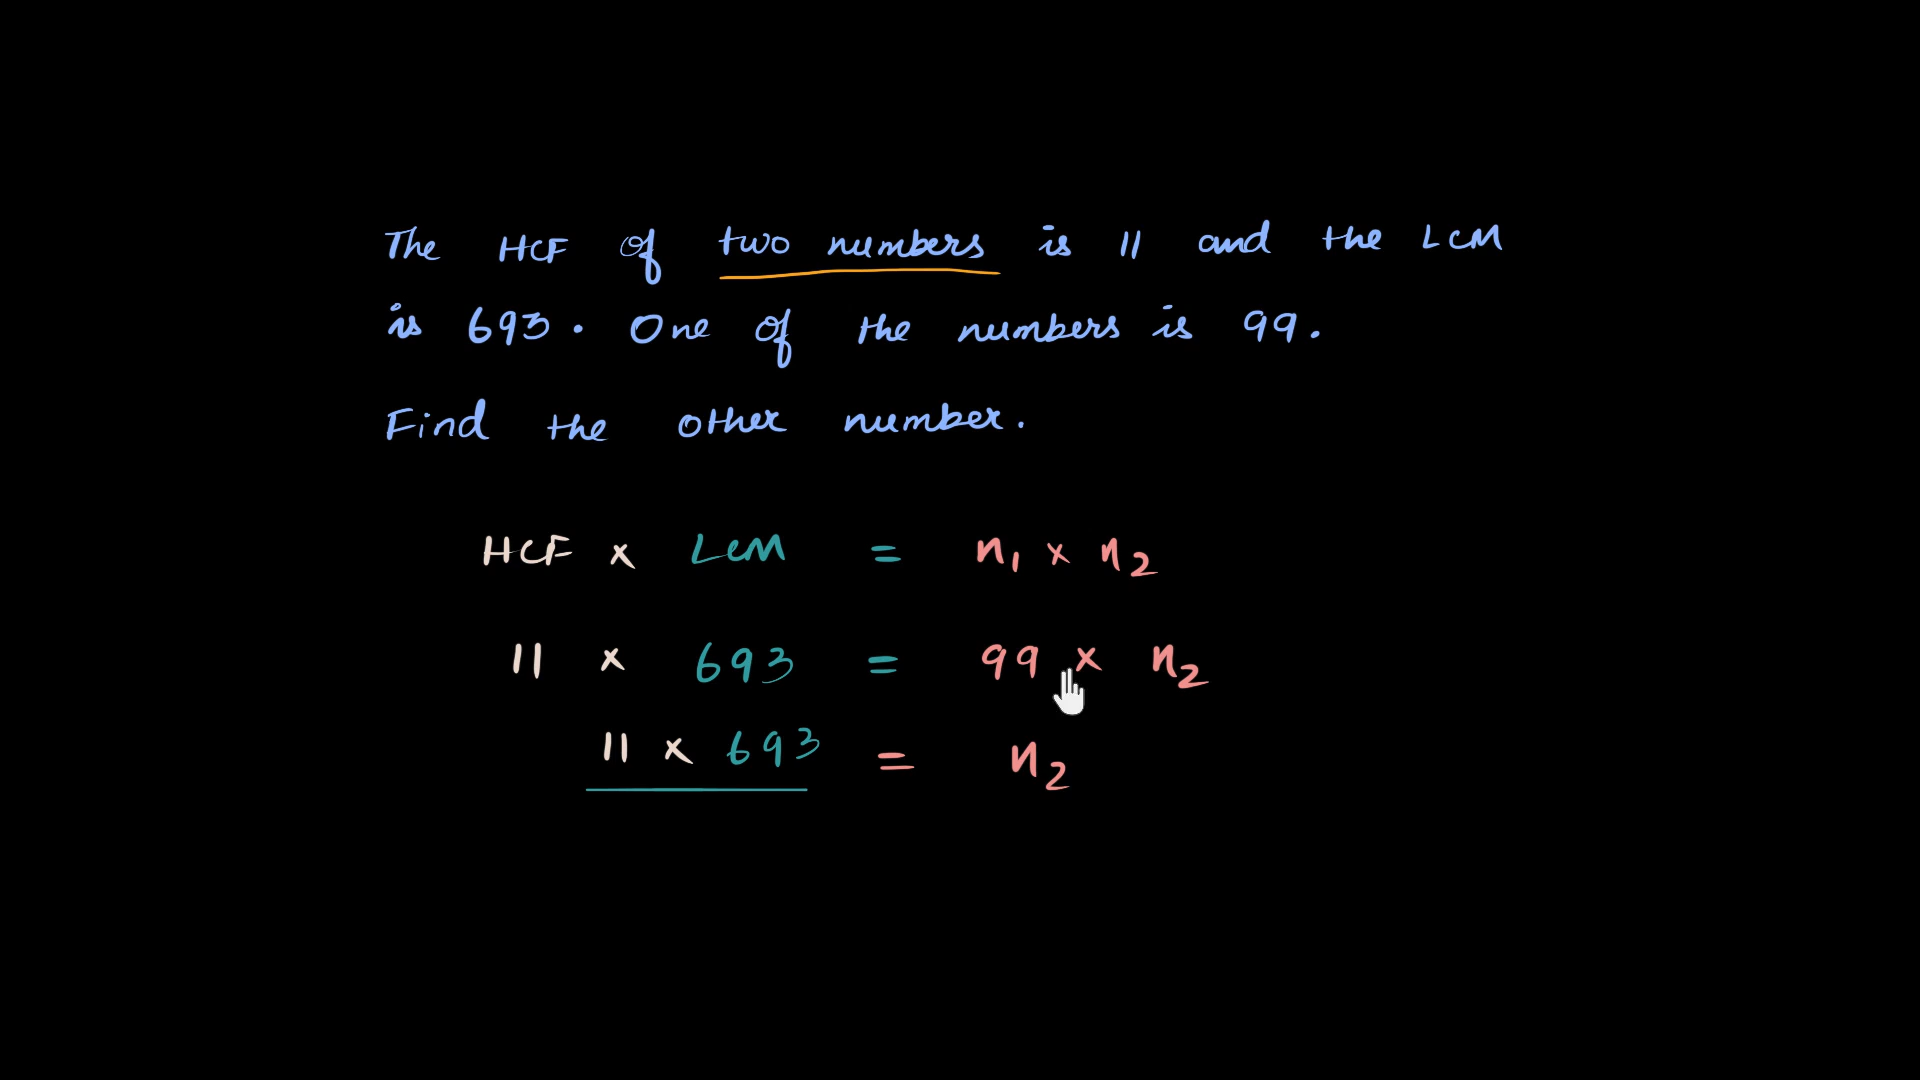 The HCF of two numbers is 11 and the LCM
is 693. One of the numbers is 99.
Find the other number.
HCF x LCM = n₁ x n₂
11 x 693 = 99 x n₂
11 x 693 = n₂